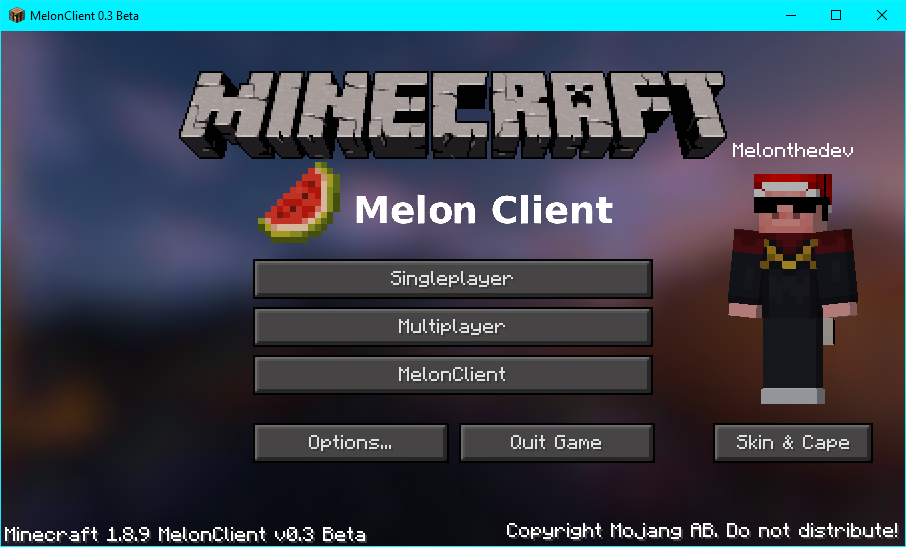 MelonClient 0.3 Beta
MINECRAFT
Melonthedev
Melon Client
Singleplayer
Multiplayer
MelonClient
Options...
Quit Game
Skin & Cape
Minecraft 1.8.9 MelonClient v0.3 Beta
Copyright Mojang AB. Do not distribute!